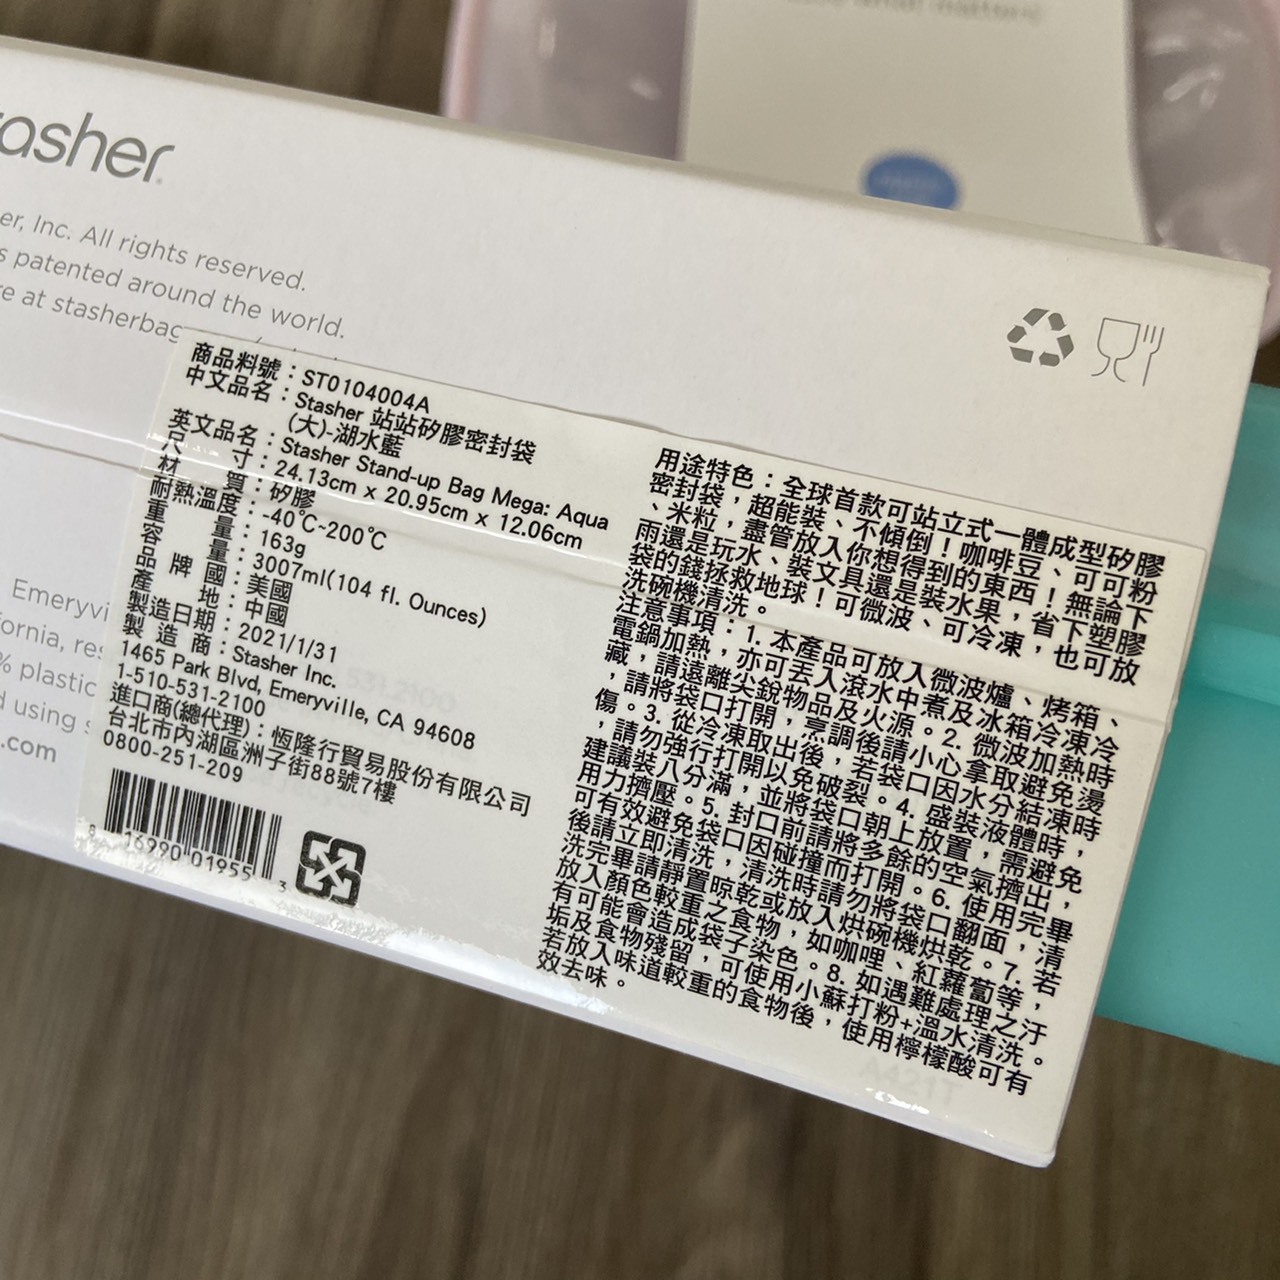 asher
er, Inc. All rights reserved.
s patented around the world.
re at stasherbag
Emeryvi
ornia, res
% plastic
d using s
.com
商品料號：ST0104004A
中文品名：Stasher 站站矽膠密封袋
(大)-湖水藍
英文品名：Stasher Stand-up Bag Mega: Aqua
尺 寸：24.13cm x 20.95cm x 12.06cm
材 質：矽膠
耐熱溫度：-40℃~200℃
重 量：163g
容 量：3007ml(104 fl. Ounces)
品 牌 國：美國
產 地：中國
製造日期：2021/1/31
製 造 商：Stasher Inc.
1465 Park Blvd, Emeryville, CA 94608
1-510-531-2100
進口商(總代理)：恆隆行貿易股份有限公司
台北市內湖區洲子街88號7樓
0800-251-209
8 16990 01955 3
用途特色：全球首款可站立式一體成型矽膠
密封袋，超能裝、不傾倒！咖啡豆、可可粉
、米粒，盡管放入你想得到的東西！無論下
雨還是玩水、裝文具還是裝水果，省下塑膠
袋的錢拯救地球！可微波、可冷凍，也可放
洗碗機清洗。
注意事項：1. 本產品可放入微波爐、烤箱、
電鍋加熱，亦可丟入滾水中煮及冰箱冷凍冷
藏，請遠離尖銳物品及火源。2. 微波加熱時
，請將袋口打開，烹調後請小心拿取避免燙
傷。3. 從冷凍取出後，若袋口因水分結凍時
，請勿強行打開以免破裂。4. 盛裝液體時，
建議裝八分滿，並將袋口朝上放置，需避免
用力擠壓。5. 封口前請將多餘的空氣擠出，
可有效避免袋口因碰撞而打開。6. 使用完畢
後請立即清洗，清洗時請勿將袋口翻面，清
洗完畢請靜置晾乾或放入烘碗機烘乾。7. 若
放入顏色較重之食物，如咖哩、紅蘿蔔等，
有可能會造成袋子染色。8. 如遇難處理之汙
垢及食物殘留，可使用小蘇打粉+溫水清洗。
若放入味道較重的食物後，使用檸檬酸可有
效去味。
A421T